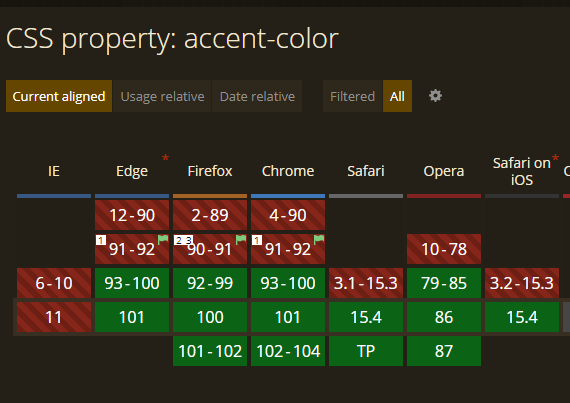 CSS property: accent-color
Current aligned Usage relative Date relative Filtered All
IE Edge * Firefox Chrome Safari Opera Safari on iOS *
12-90 2-89 4-90
1 91-92 2 3 90-91 1 91-92 10-78
6-10 93-100 92-99 93-100 3.1-15.3 79-85 3.2-15.3
11 101 100 101 15.4 86 15.4
101-102 102-104 TP 87